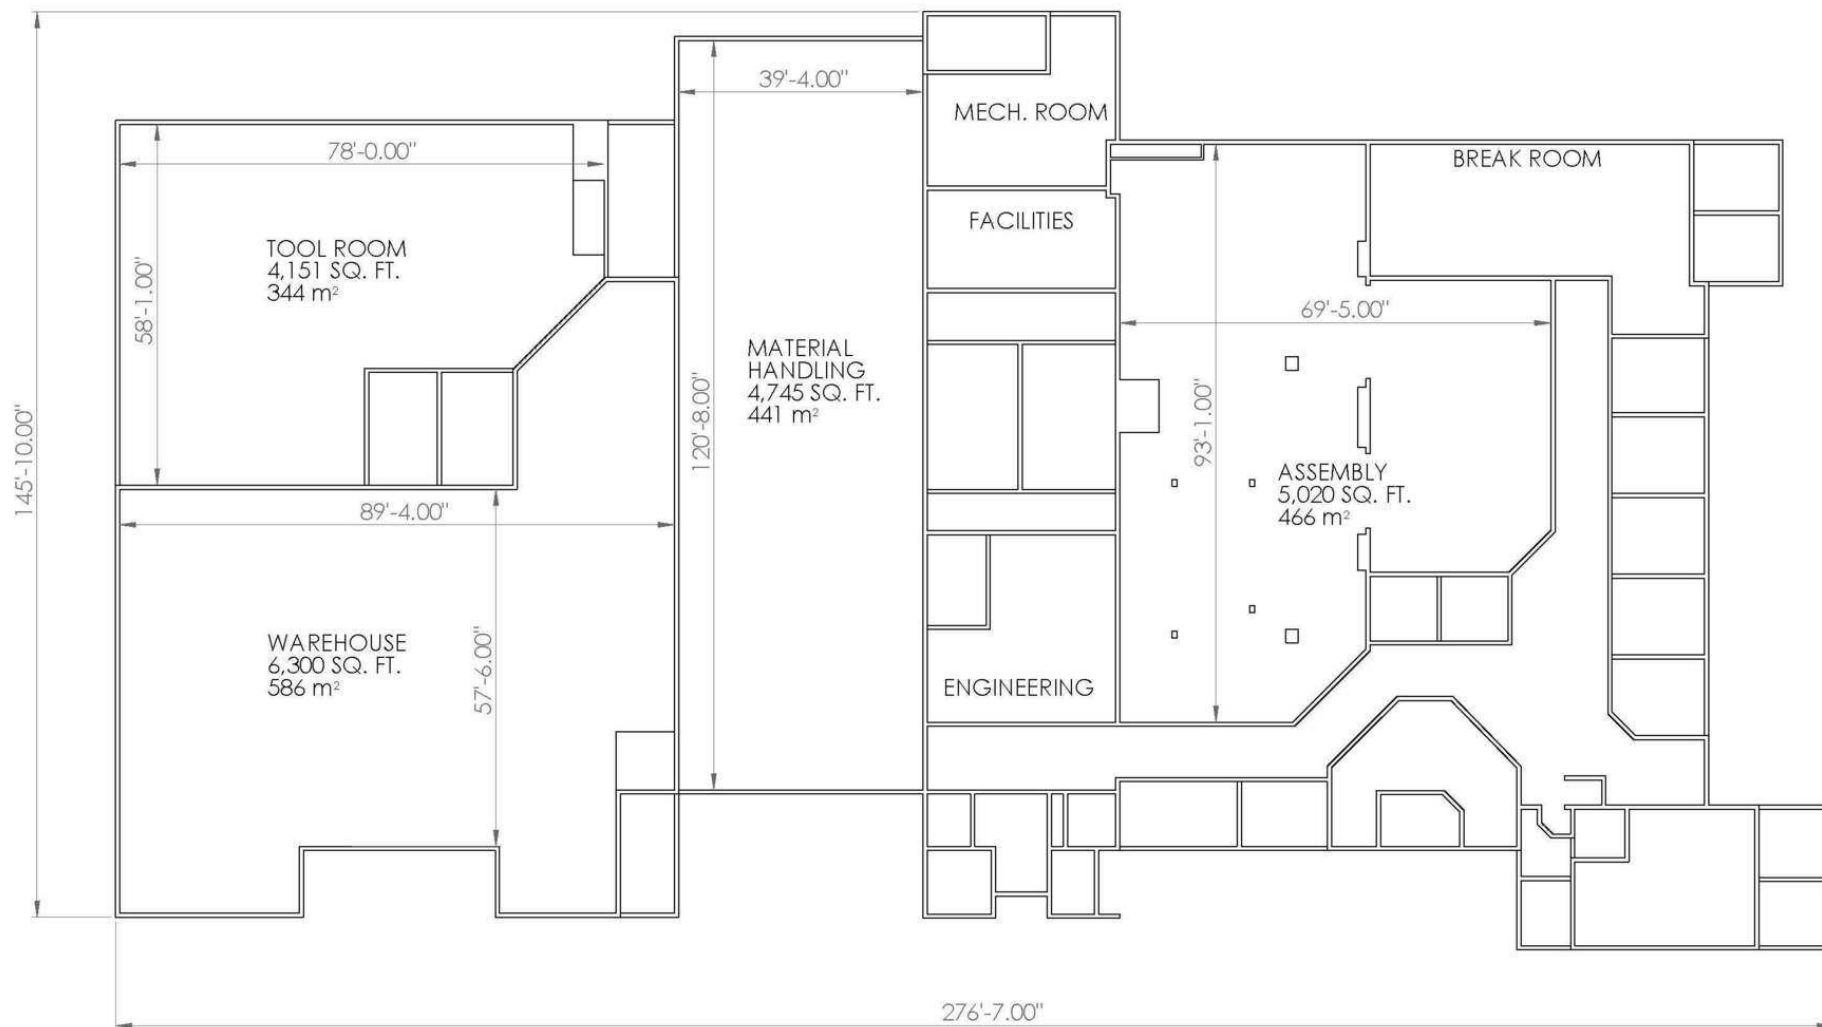 39'-4.00"
MECH. ROOM
78'-0.00"
BREAK ROOM
FACILITIES
TOOL ROOM
4,151 SQ. FT.
344 m²
58'-1.00"
69'-5.00"
MATERIAL
HANDLING
4,745 SQ. FT.
441 m²
120'-8.00"
93'-1.00"
145'-10.00"
ASSEMBLY
5,020 SQ. FT.
466 m²
89'-4.00"
WAREHOUSE
6,300 SQ. FT.
586 m²
57'-6.00"
ENGINEERING
276'-7.00"